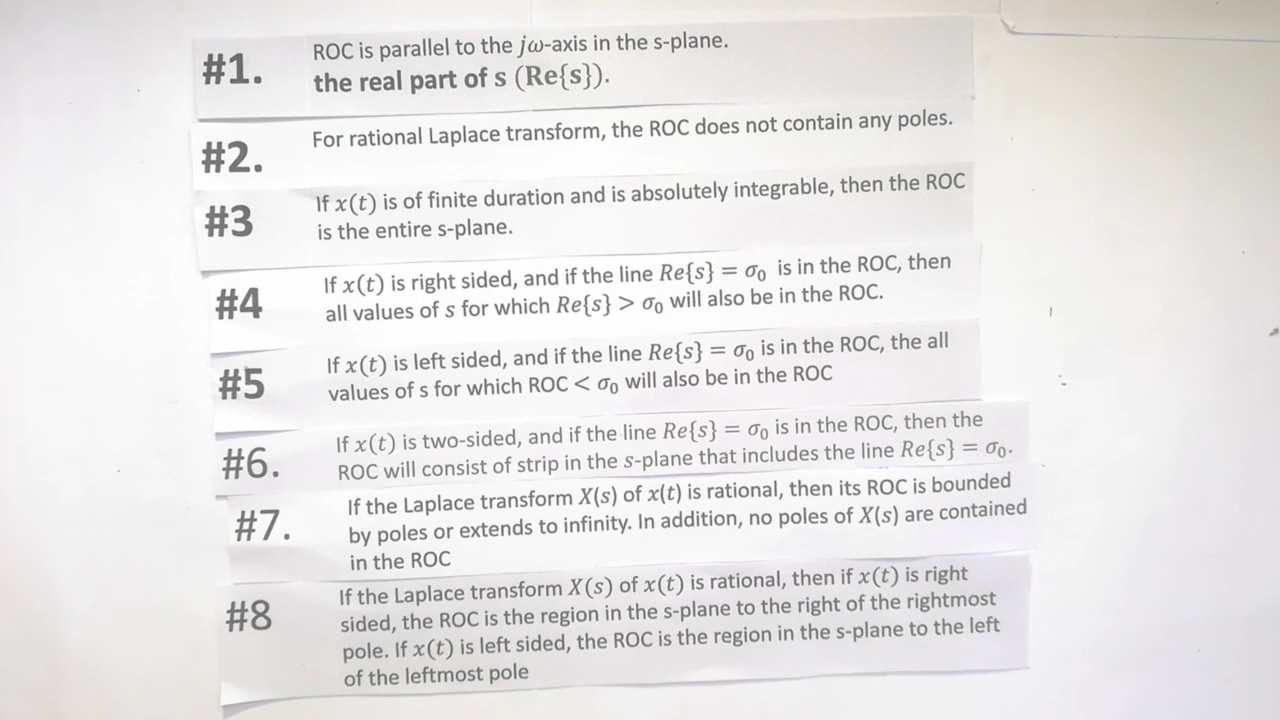 #1. ROC is parallel to the jω-axis in the s-plane.
the real part of s (Re{s}).
#2. For rational Laplace transform, the ROC does not contain any poles.
#3 If x(t) is of finite duration and is absolutely integrable, then the ROC
is the entire s-plane.
#4 If x(t) is right sided, and if the line Re{s} = σ₀ is in the ROC, then
all values of s for which Re{s} > σ₀ will also be in the ROC.
#5 If x(t) is left sided, and if the line Re{s} = σ₀ is in the ROC, the all
values of s for which ROC < σ₀ will also be in the ROC
#6. If x(t) is two-sided, and if the line Re{s} = σ₀ is in the ROC, then the
ROC will consist of strip in the s-plane that includes the line Re{s} = σ₀.
#7. If the Laplace transform X(s) of x(t) is rational, then its ROC is bounded
by poles or extends to infinity. In addition, no poles of X(s) are contained
in the ROC
#8 If the Laplace transform X(s) of x(t) is rational, then if x(t) is right
sided, the ROC is the region in the s-plane to the right of the rightmost
pole. If x(t) is left sided, the ROC is the region in the s-plane to the left
of the leftmost pole